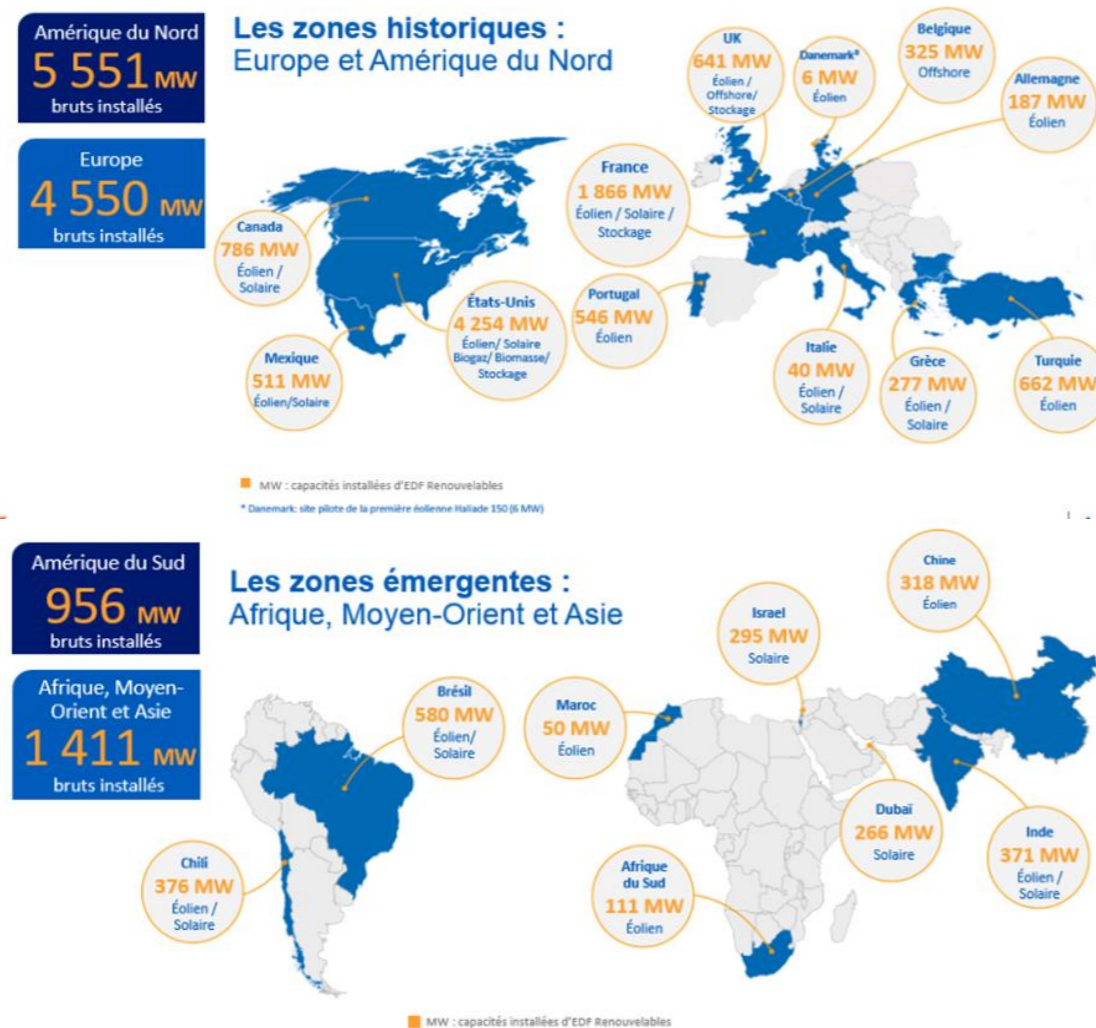 Amérique du Nord
5 551 MW
bruts installés
Europe
4 550 MW
bruts installés
Les zones historiques :
Europe et Amérique du Nord
Canada
786 MW
Éolien /
Solaire
Mexique
511 MW
Éolien/Solaire
États-Unis
4 254 MW
Éolien/ Solaire
Biogaz/ Biomasse/
Stockage
UK
641 MW
Éolien /
Offshore/
Stockage
Danemark*
6 MW
Éolien
Belgique
325 MW
Offshore
Allemagne
187 MW
Éolien
France
1 866 MW
Éolien / Solaire /
Stockage
Portugal
546 MW
Éolien
Italie
40 MW
Éolien /
Solaire
Grèce
277 MW
Éolien /
Solaire
Turquie
662 MW
Éolien
MW : capacités installées d'EDF Renouvelables
* Danemark: site pilote de la première éolienne Haliade 150 (6 MW)
Amérique du Sud
956 MW
bruts installés
Afrique, Moyen-
Orient et Asie
1 411 MW
bruts installés
Les zones émergentes :
Afrique, Moyen-Orient et Asie
Chili
376 MW
Éolien /
Solaire
Brésil
580 MW
Éolien/
Solaire
Maroc
50 MW
Éolien
Israel
295 MW
Solaire
Chine
318 MW
Éolien
Afrique
du Sud
111 MW
Éolien
Dubaï
266 MW
Solaire
Inde
371 MW
Éolien /
Solaire
MW : capacités installées d'EDF Renouvelables